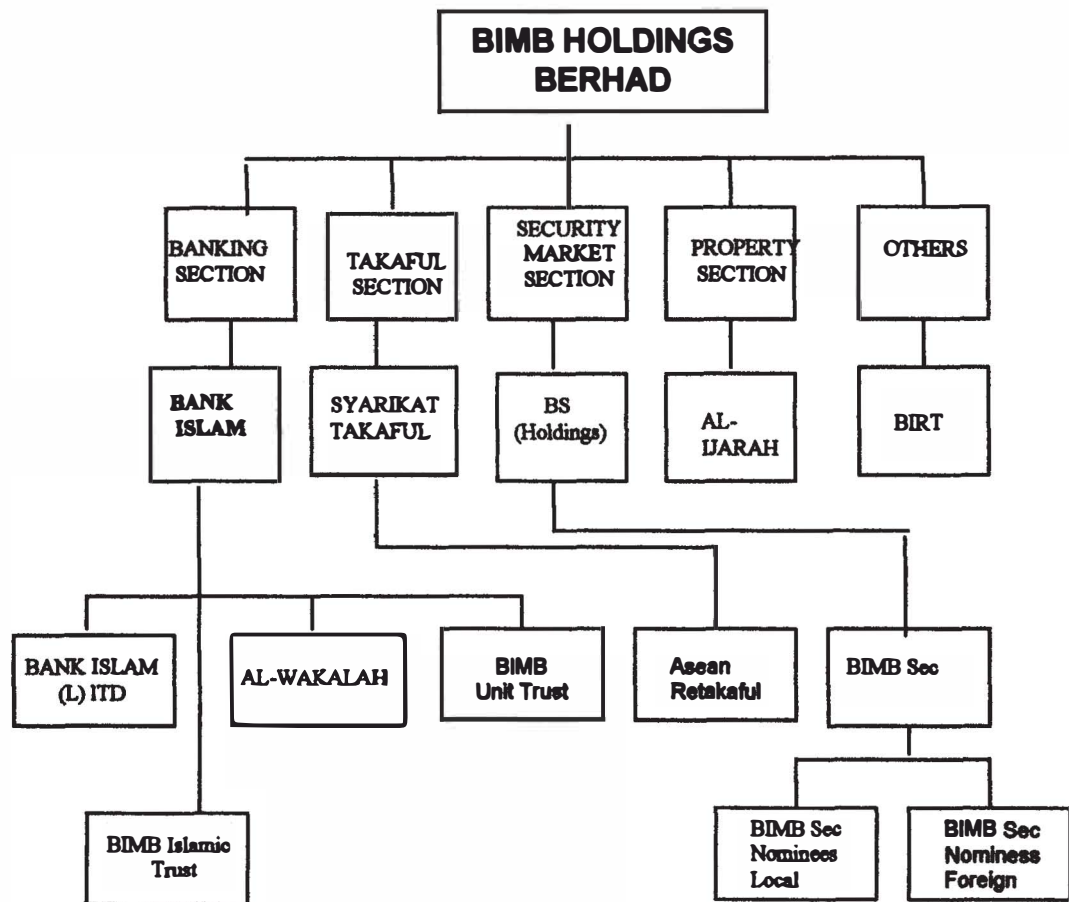 BIMB HOLDINGS
BERHAD
BANKING
SECTION
TAKAFUL
SECTION
SECURITY
MARKET
SECTION
PROPERTY
SECTION
OTHERS
BANK
ISLAM
SYARIKAT
TAKAFUL
BS
(Holdings)
AL-
IJARAH
BIRT
BANK ISLAM
(L) ITD
AL-WAKALAH
BIMB
Unit Trust
Asean
Retakaful
BIMB Sec
BIMB Islamic
Trust
BIMB Sec
Nominees
Local
BIMB Sec
Nominess
Foreign